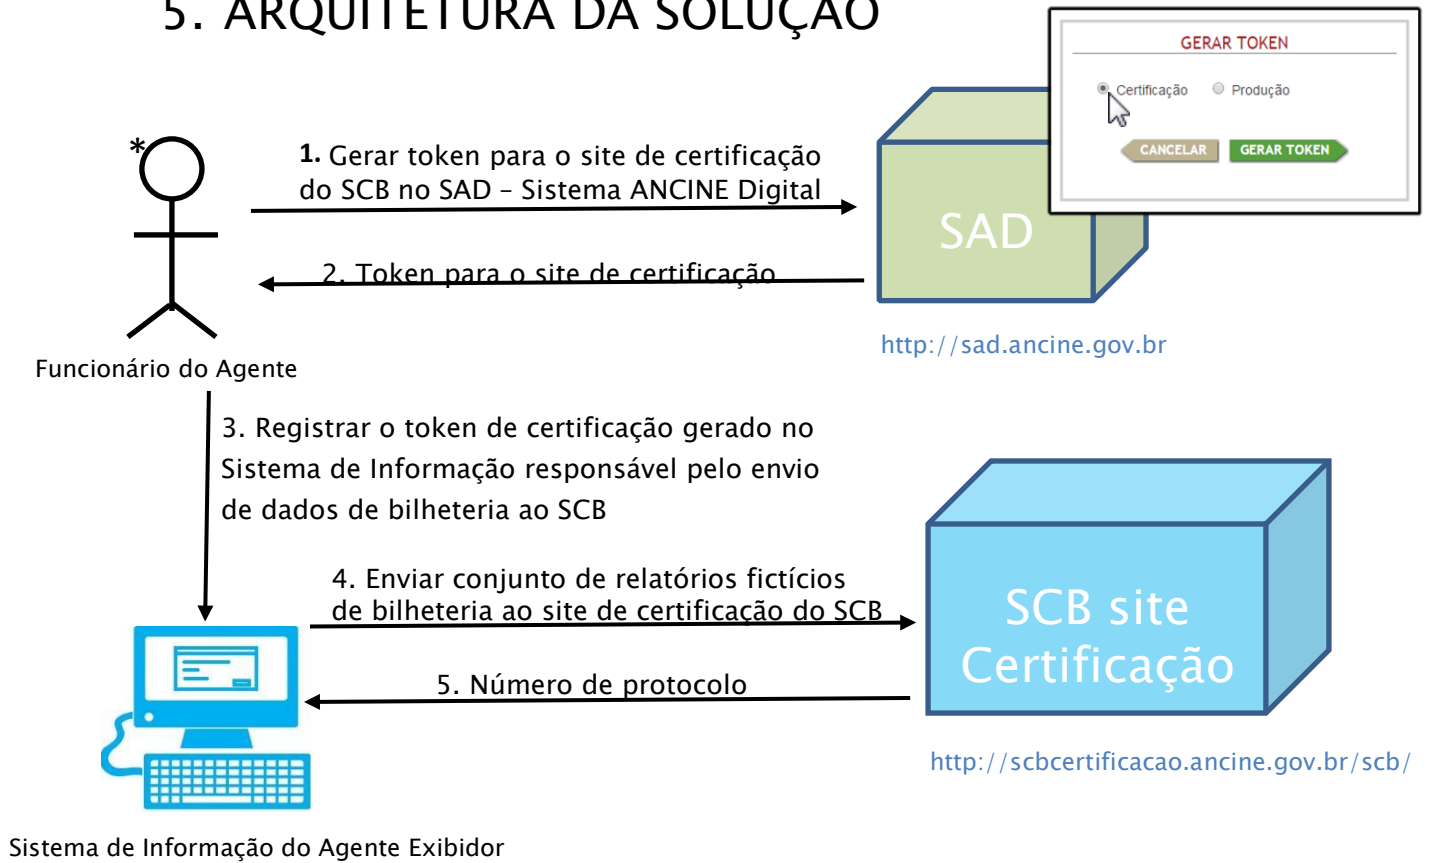 5. ARQUITETURA DA SOLUÇÃO
GERAR TOKEN
Certificação
Produção
CANCELAR
GERAR TOKEN
*
1. Gerar token para o site de certificação
do SCB no SAD – Sistema ANCINE Digital
SAD
2. Token para o site de certificação
http://sad.ancine.gov.br
Funcionário do Agente
3. Registrar o token de certificação gerado no
Sistema de Informação responsável pelo envio
de dados de bilheteria ao SCB
4. Enviar conjunto de relatórios fictícios
de bilheteria ao site de certificação do SCB
SCB site
Certificação
5. Número de protocolo
http://scbcertificacao.ancine.gov.br/scb/
Sistema de Informação do Agente Exibidor